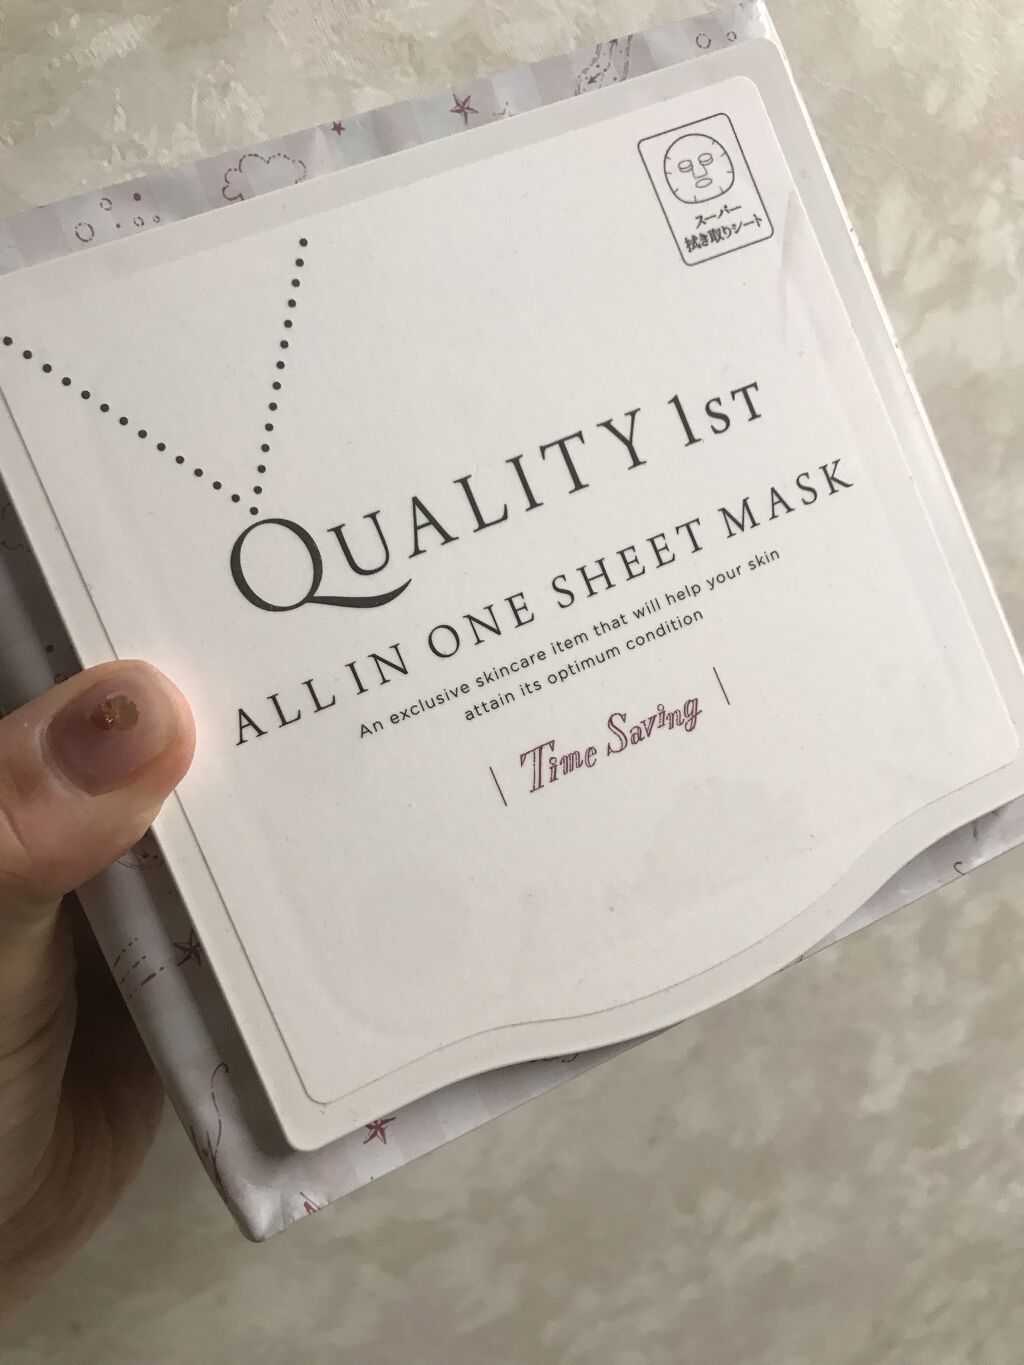 スーパー
拭き取りシート
QUALITY 1ST
ALL IN ONE SHEET MASK
An exclusive skincare item that will help your skin
attain its optimum condition
| Time Saving |